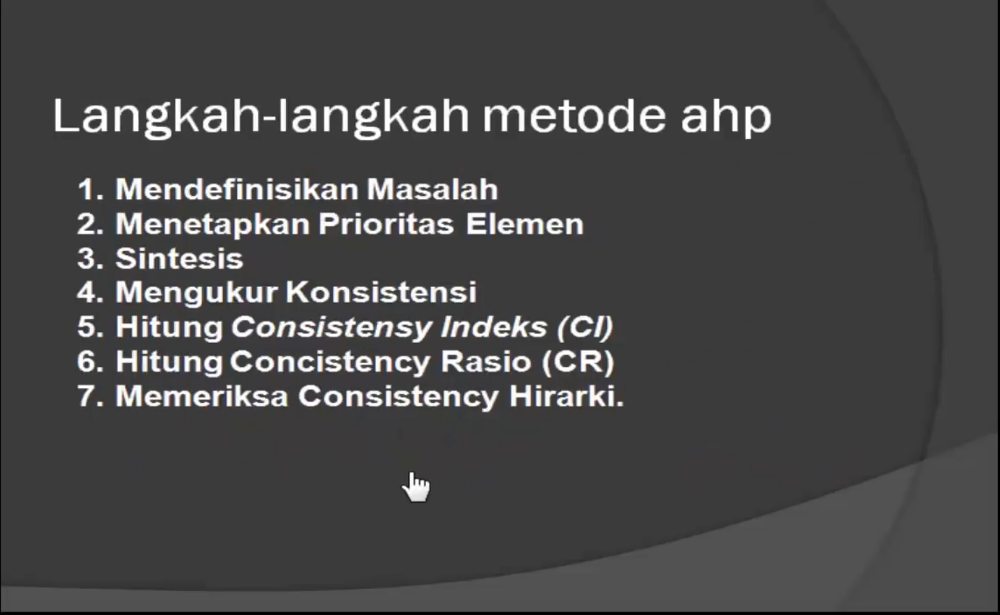 Langkah-langkah metode ahp
1. Mendefinisikan Masalah
2. Menetapkan Prioritas Elemen
3. Sintesis
4. Mengukur Konsistensi
5. Hitung Consistensy Indeks (CI)
6. Hitung Concistency Rasio (CR)
7. Memeriksa Consistency Hirarki.